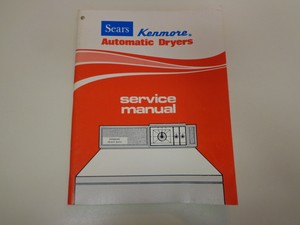 Sears Kenmore®
Automatic Dryers
service
manual